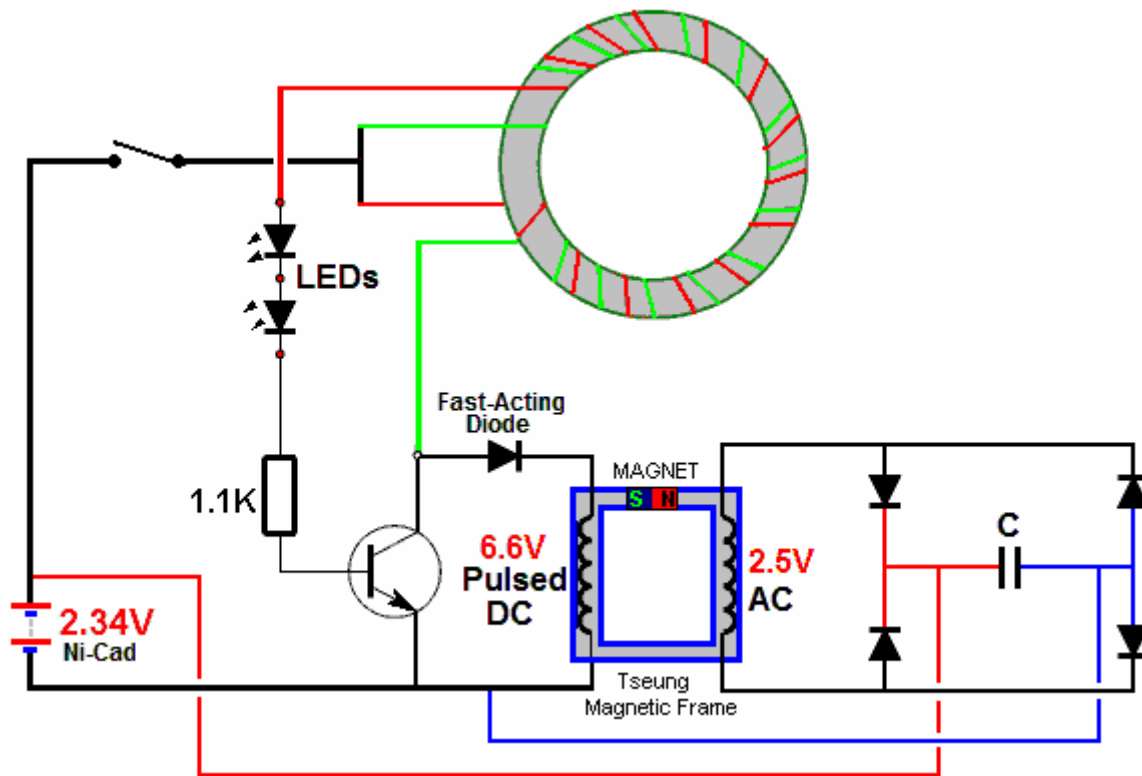 LEDs
Fast-Acting
Diode
MAGNET
S N
1.1K
6.6V
Pulsed
DC
2.5V
AC
C
2.34V
Ni-Cad
Tseung
Magnetic Frame